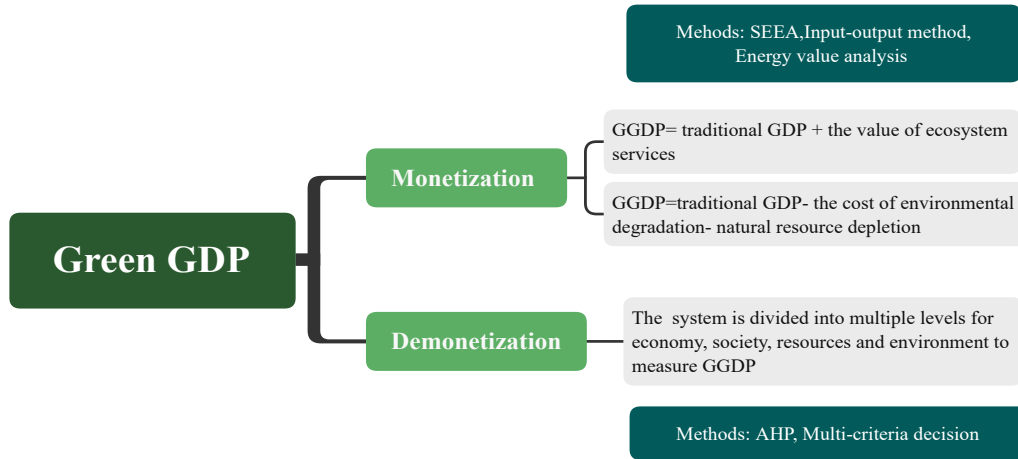 Mehods: SEEA,Input-output method,
Energy value analysis
GGDP= traditional GDP + the value of ecosystem
services
Monetization
GGDP=traditional GDP- the cost of environmental
degradation- natural resource depletion
Green GDP
The system is divided into multiple levels for
economy, society, resources and environment to
measure GGDP
Demonetization
Methods: AHP, Multi-criteria decision